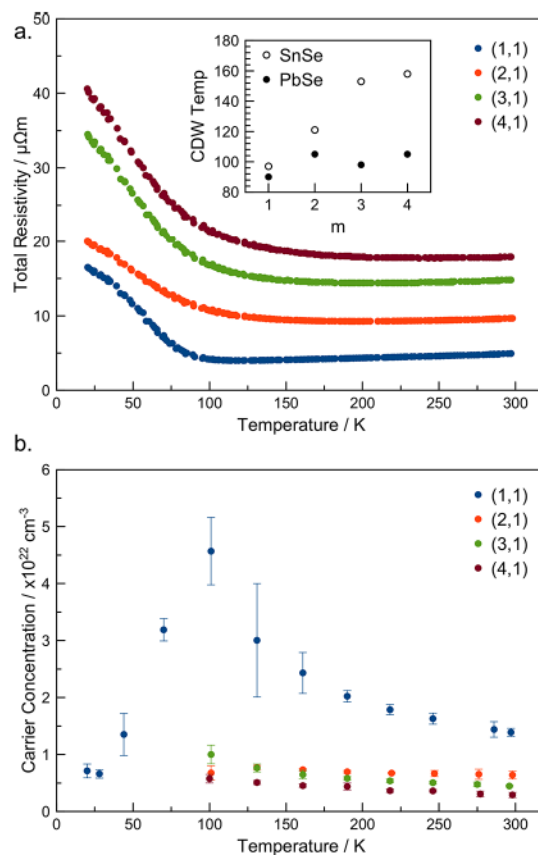 a.
50
40
30
20
10
0
Total Resistivity / μΩm
180
160
140
120
100
80
CDW Temp
SnSe
PbSe
1 2 3 4
m
(1,1)
(2,1)
(3,1)
(4,1)
0 50 100 150 200 250 300
Temperature / K
b.
6
5
4
3
2
1
0
Carrier Concentration / x10²² cm⁻³
(1,1)
(2,1)
(3,1)
(4,1)
0 50 100 150 200 250 300
Temperature / K